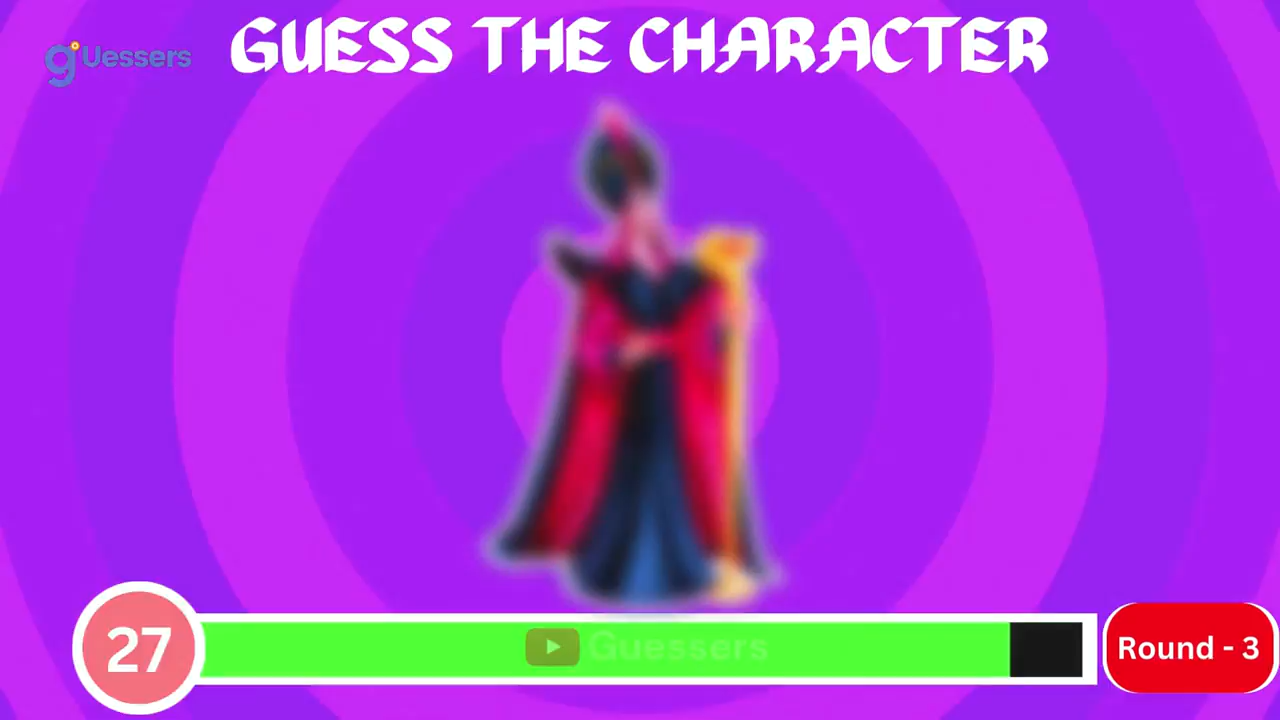 GUESS THE CHARACTER
guessers
27
Guessers
Round - 3